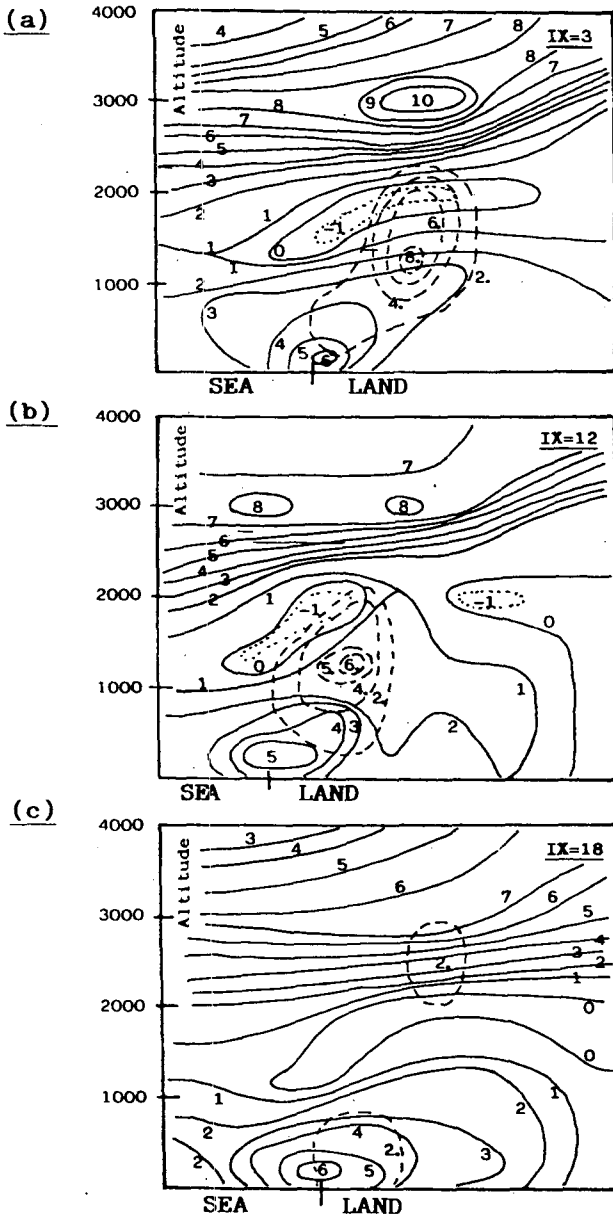 (a)
4000
4 5 6 7 8
IX=3
Altitude
8 7
3000
8 9 10
7
6
5
4
3
2000
2 1 -1 6.
1 0
1 8.
1000
2 4. 2.
3
4
5 6.
SEA LAND
(b)
4000
IX=12
Altitude
7
3000
8 8
7
6
5
4
3
2000
2 1 -1 -1 0
0 5. 6.
1000
1 4. 2. 1
4 3 2
5
SEA LAND
(c)
4000
3 4 5 6
IX=18
Altitude
7 6 5
3000
4
2. 3
2
1
2000
0
0
1000
1 2 1
2 4 2. 3
2 6 5
SEA LAND